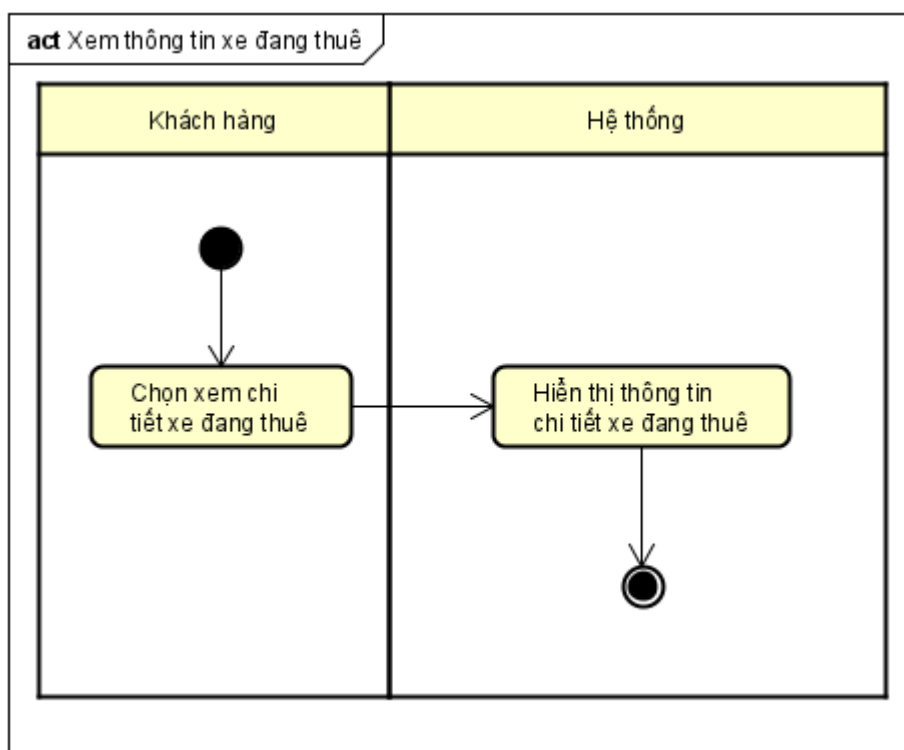 act Xem thông tin xe đang thuê
Khách hàng
Hệ thống
Chọn xem chi
tiết xe đang thuê
Hiển thị thông tin
chi tiết xe đang thuê